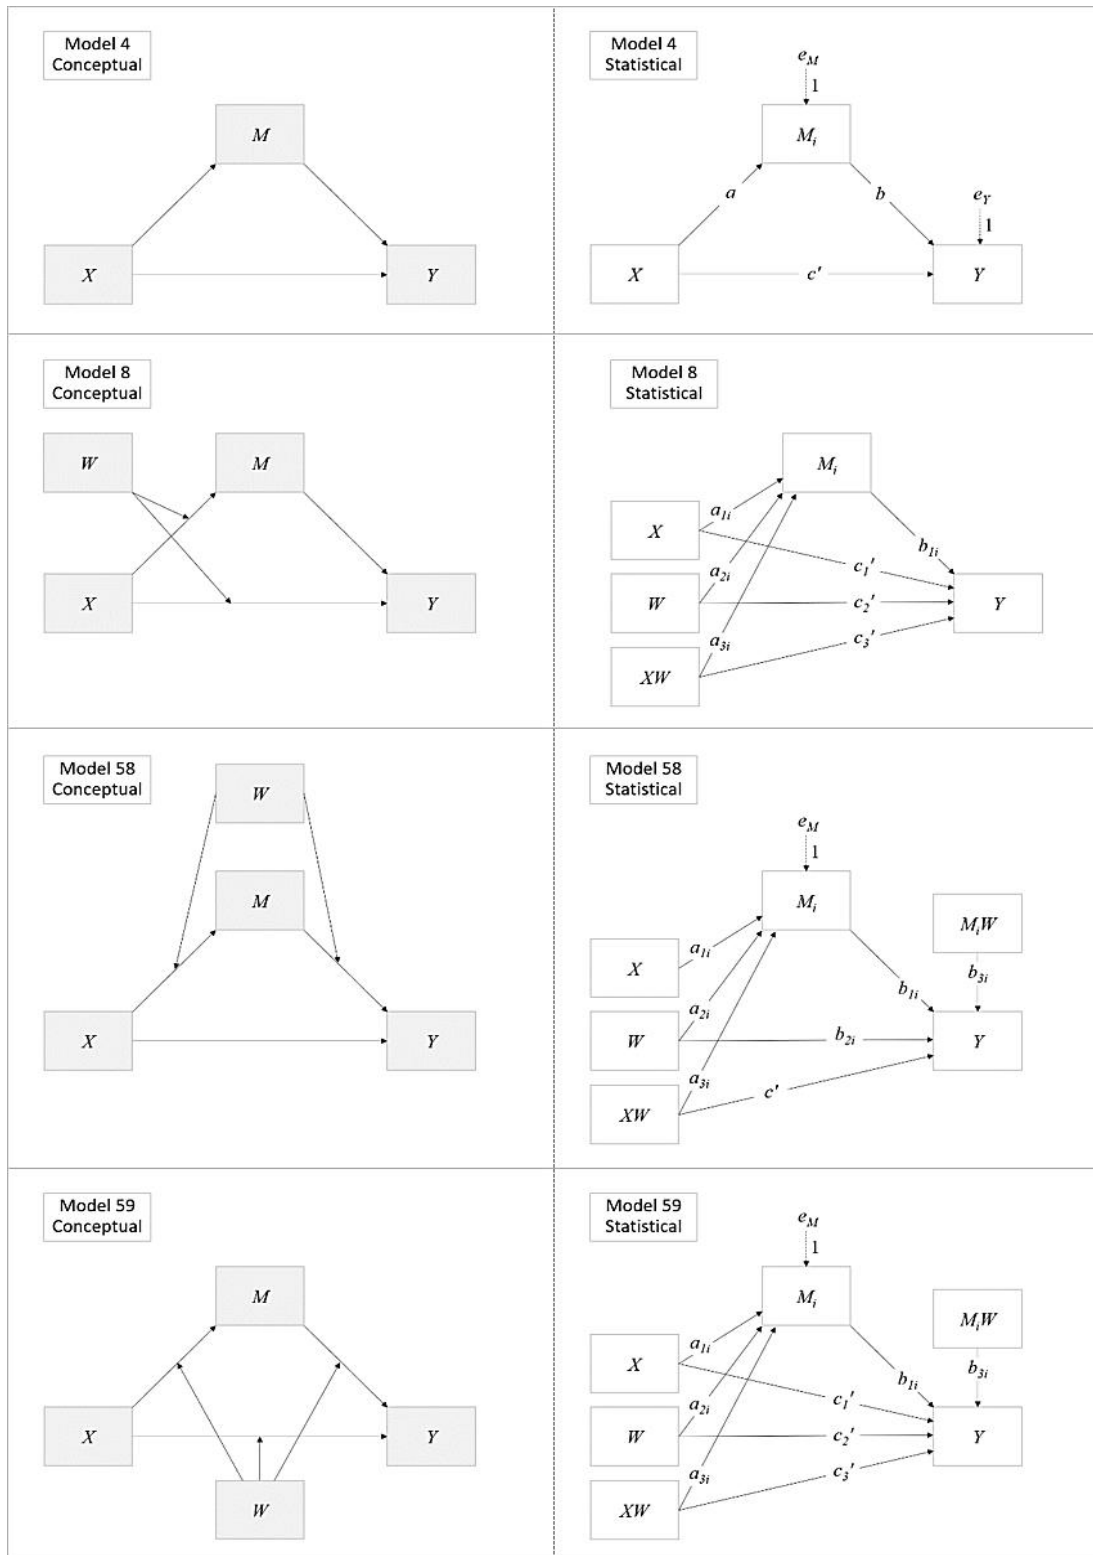 Model 4
Conceptual
M
X
Y
Model 4
Statistical
e_M
1
M_i
a
b
e_Y
1
X
c'
Y
Model 8
Conceptual
W
M
X
Y
Model 8
Statistical
M_i
X
a_1i
b_1i
c_1'
W
a_2i
c_2'
Y
XW
a_3i
c_3'
Model 58
Conceptual
W
M
X
Y
Model 58
Statistical
e_M
1
M_i
M_iW
X
a_1i
b_1i
b_3i
W
a_2i
b_2i
Y
XW
a_3i
c'
Model 59
Conceptual
M
X
Y
W
Model 59
Statistical
e_M
1
M_i
M_iW
X
a_1i
b_1i
b_3i
c_1'
W
a_2i
c_2'
Y
XW
a_3i
c_3'